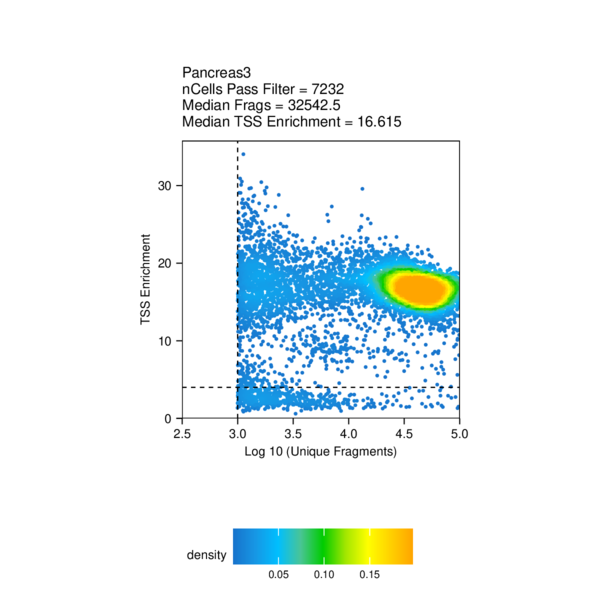 Pancreas3
nCells Pass Filter = 7232
Median Frags = 32542.5
Median TSS Enrichment = 16.615
30
20
10
0
TSS Enrichment
2.5 3.0 3.5 4.0 4.5 5.0
Log 10 (Unique Fragments)
density
0.05 0.10 0.15